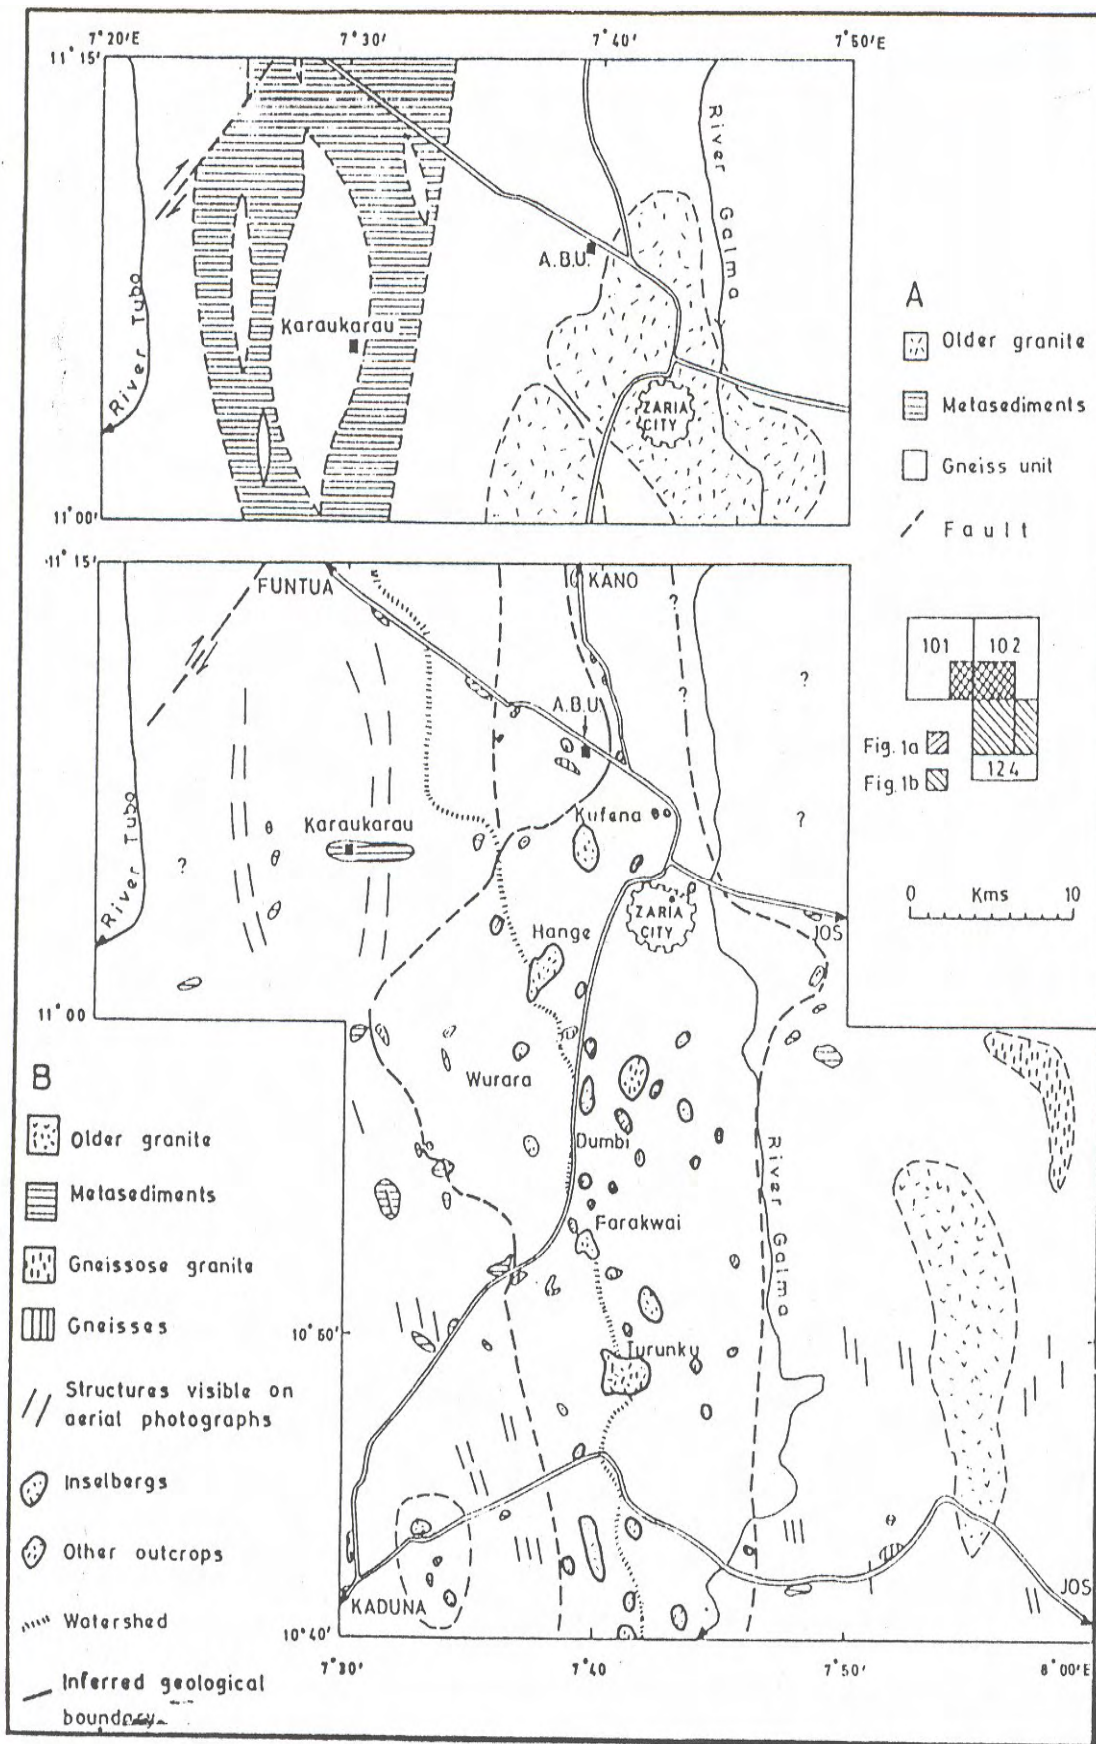 7°20'E
7°30'
7°40'
7°50'E
11°15'
River Tubo
Karaukarau
A.B.U.
River Galma
ZARIA
CITY
11°00'
A
Older granite
Metasediments
Gneiss unit
Fault
11°15'
FUNTUA
KANO
?
?
?
A.B.U
101
102
Fig.1a
Fig.1b
124
River Tubo
Karaukarau
Kufena
?
?
0 Kms 10
ZARIA
CITY
JOS
Hange
11°00
B
Wurara
Older granite
Dumbi
River Galma
Metasediments
Farakwai
Gneissose granite
Gneisses
10°50'
Turunku
Structures visible on
aerial photographs
Inselbergs
Other outcrops
KADUNA
JOS
Watershed
10°40'
7°30'
7°40'
7°50'
8°00'E
Inferred geological
boundary